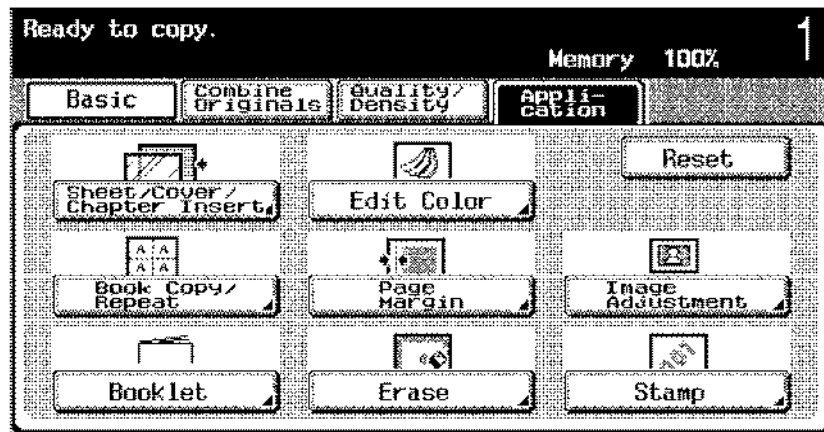 Ready to copy.
1
Memory 100%
Basic
Combine
Originals
Quality/
Density
Appli-
cation
Reset
Sheet/Cover/
Chapter Insert
Edit Color
A A
A A
Book Copy/
Repeat
Page
Margin
Image
Adjustment
Booklet
Erase
101
Stamp